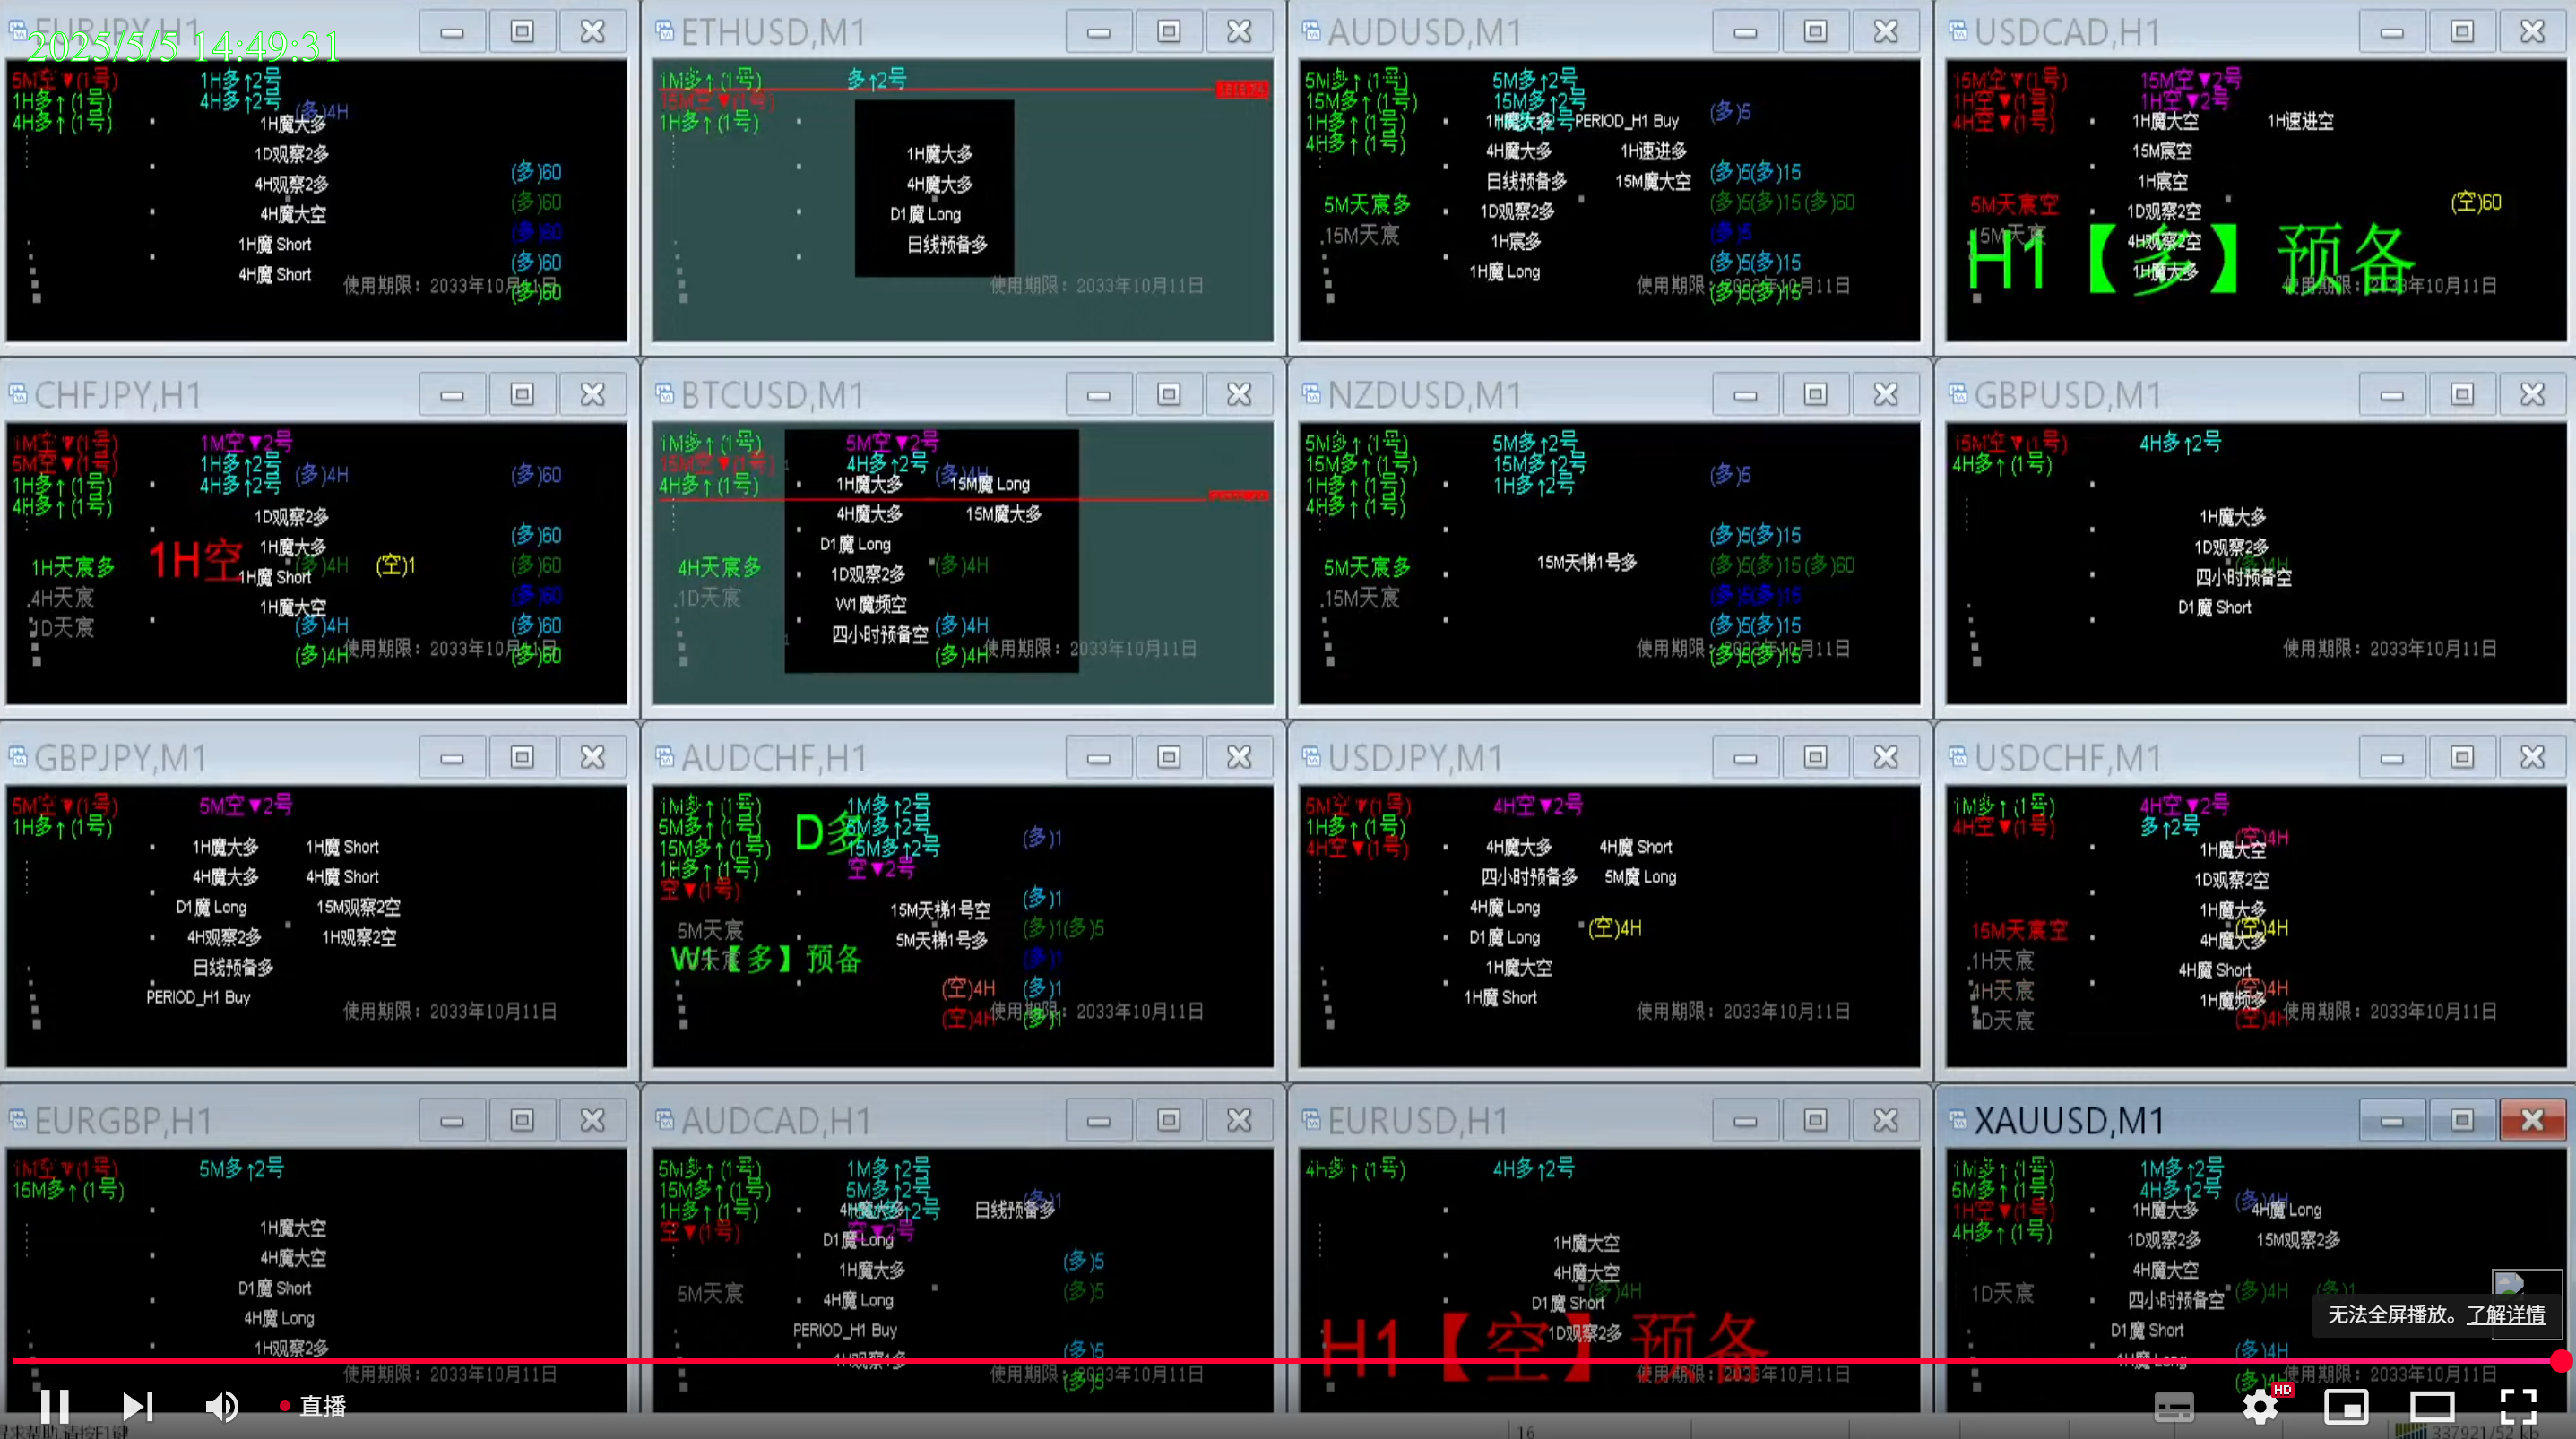 EURJPY,H1
2025/5/5 14:49:31
5M空▼(1号)
1H多↑2号
1H多↑(1号)
4H多↑2号
(多)4H
4H多↑(1号)
1H魔大多
1D观察2多
(多)60
4H观察2多
(多)60
4H魔大空
(多)60
1H魔 Short
(多)60
4H魔 Short
使用期限：2033年10月11日
(多)60
ETHUSD,M1
1M多↑(1号)
多↑2号
15M空▼(1号)
1H多↑(1号)
1H魔大多
4H魔大多
D1魔 Long
日线预备多
使用期限：2033年10月11日
AUDUSD,M1
5M多↑(1号)
5M多↑2号
15M多↑(1号)
15M多↑2号
(多)5
1H多↑(1号)
1H魔大多
PERIOD_H1 Buy
4H多↑(1号)
4H魔大多
1H速进多
日线预备多
15M魔大空
(多)5(多)15
5M天宸多
1D观察2多
(多)5(多)15(多)60
15M天宸
1H宸多
(多)5
1H魔 Long
(多)5(多)15
使用期限：2033年10月11日
(多)5(多)15
USDCAD,H1
15M空▼(1号)
15M空▼2号
1H空▼(1号)
1H空▼2号
4H空▼(1号)
1H魔大空
1H速进空
15M宸空
1H宸空
5M天宸空
1D观察2空
(空)60
15M天宸
4H观察2空
H1【多】预备
1H魔大多
使用期限：2033年10月11日
CHFJPY,H1
1M空▼(1号)
1M空▼2号
5M空▼(1号)
1H多↑2号
(多)4H
(多)60
1H多↑(1号)
4H多↑2号
4H多↑(1号)
1D观察2多
(多)60
1H空
1H魔大多
1H天宸多
(多)4H
(空)1
(多)60
1H魔 Short
4H天宸
(多)60
1H魔大空
1D天宸
(多)4H
(多)60
(多)4H
使用期限：2033年10月11日
(多)60
BTCUSD,M1
1M多↑(1号)
5M空▼2号
15M空▼(1号)
4H多↑2号
(多)4H
4H多↑(1号)
1H魔大多
15M魔 Long
4H魔大多
15M魔大多
D1魔 Long
4H天宸多
1D观察2多
(多)4H
1D天宸
W1魔频空
四小时预备空
(多)4H
(多)4H
使用期限：2033年10月11日
NZDUSD,M1
5M多↑(1号)
5M多↑2号
15M多↑(1号)
15M多↑2号
(多)5
1H多↑(1号)
1H多↑2号
4H多↑(1号)
(多)5(多)15
5M天宸多
15M天梯1号多
(多)5(多)15(多)60
15M天宸
(多)5(多)15
(多)5(多)15
使用期限：2033年10月11日
(多)5(多)15
GBPUSD,M1
15M空▼(1号)
4H多↑2号
4H多↑(1号)
1H魔大多
1D观察2多
(多)4H
四小时预备空
D1魔 Short
使用期限：2033年10月11日
GBPJPY,M1
5M空▼(1号)
5M空▼2号
1H多↑(1号)
1H魔大多
1H魔 Short
4H魔大多
4H魔 Short
D1魔 Long
15M观察2空
4H观察2多
1H观察2空
日线预备多
PERIOD_H1 Buy
使用期限：2033年10月11日
AUDCHF,H1
1M多↑(1号)
1M多↑2号
5M多↑(1号)
D多
5M多↑2号
(多)1
15M多↑(1号)
15M多↑2号
1H多↑(1号)
空▼2号
空▼(1号)
15M天梯1号空
(多)1
5M天宸
5M天梯1号多
(多)1(多)5
W1【多】预备
(多)1
(空)4H
(多)1
(空)4H
使用期限：2033年10月11日
(多)1
USDJPY,M1
5M空▼(1号)
4H空▼2号
1H多↑(1号)
4H空▼(1号)
4H魔大多
4H魔 Short
四小时预备多
5M魔 Long
4H魔 Long
D1魔 Long
(空)4H
1H魔大空
1H魔 Short
使用期限：2033年10月11日
USDCHF,M1
1M多↑(1号)
4H空▼2号
4H空▼(1号)
多↑2号
(空)4H
1H魔大空
1D观察2空
1H魔大多
15M天宸空
(空)4H
4H魔大多
1H天宸
4H魔 Short
4H天宸
(空)4H
1H魔频多
1D天宸
(空)4H
使用期限：2033年10月11日
EURGBP,H1
1M空▼(1号)
5M多↑2号
15M多↑(1号)
1H魔大空
4H魔大空
D1魔 Short
4H魔 Long
1H观察2多
使用期限：2033年10月11日
AUDCAD,H1
5M多↑(1号)
1M多↑2号
15M多↑(1号)
5M多↑2号
(多)1
1H多↑(1号)
4H魔大多
日线预备多
空▼(1号)
空▼2号
D1魔 Long
1H魔大多
(多)5
5M天宸
4H魔 Long
(多)5
PERIOD_H1 Buy
(多)5
1H观察1多
使用期限：2033年10月11日
(多)5
EURUSD,H1
4H多↑(1号)
4H多↑2号
1H魔大空
4H魔大空
(多)4H
D1魔 Short
1D观察2多
H1【空】预备
使用期限：2033年10月11日
XAUUSD,M1
1M多↑(1号)
1M多↑2号
5M多↑(1号)
4H多↑2号
(多)4H
1H空▼(1号)
1H魔大多
4H魔 Long
4H多↑(1号)
1D观察2多
15M观察2多
4H魔大空
1D天宸
四小时预备空
(多)4H
(多)1
D1魔 Short
(多)4H
1H魔 Long
使用期限：2033年10月11日
无法全屏播放。了解详情
直播
HD
16